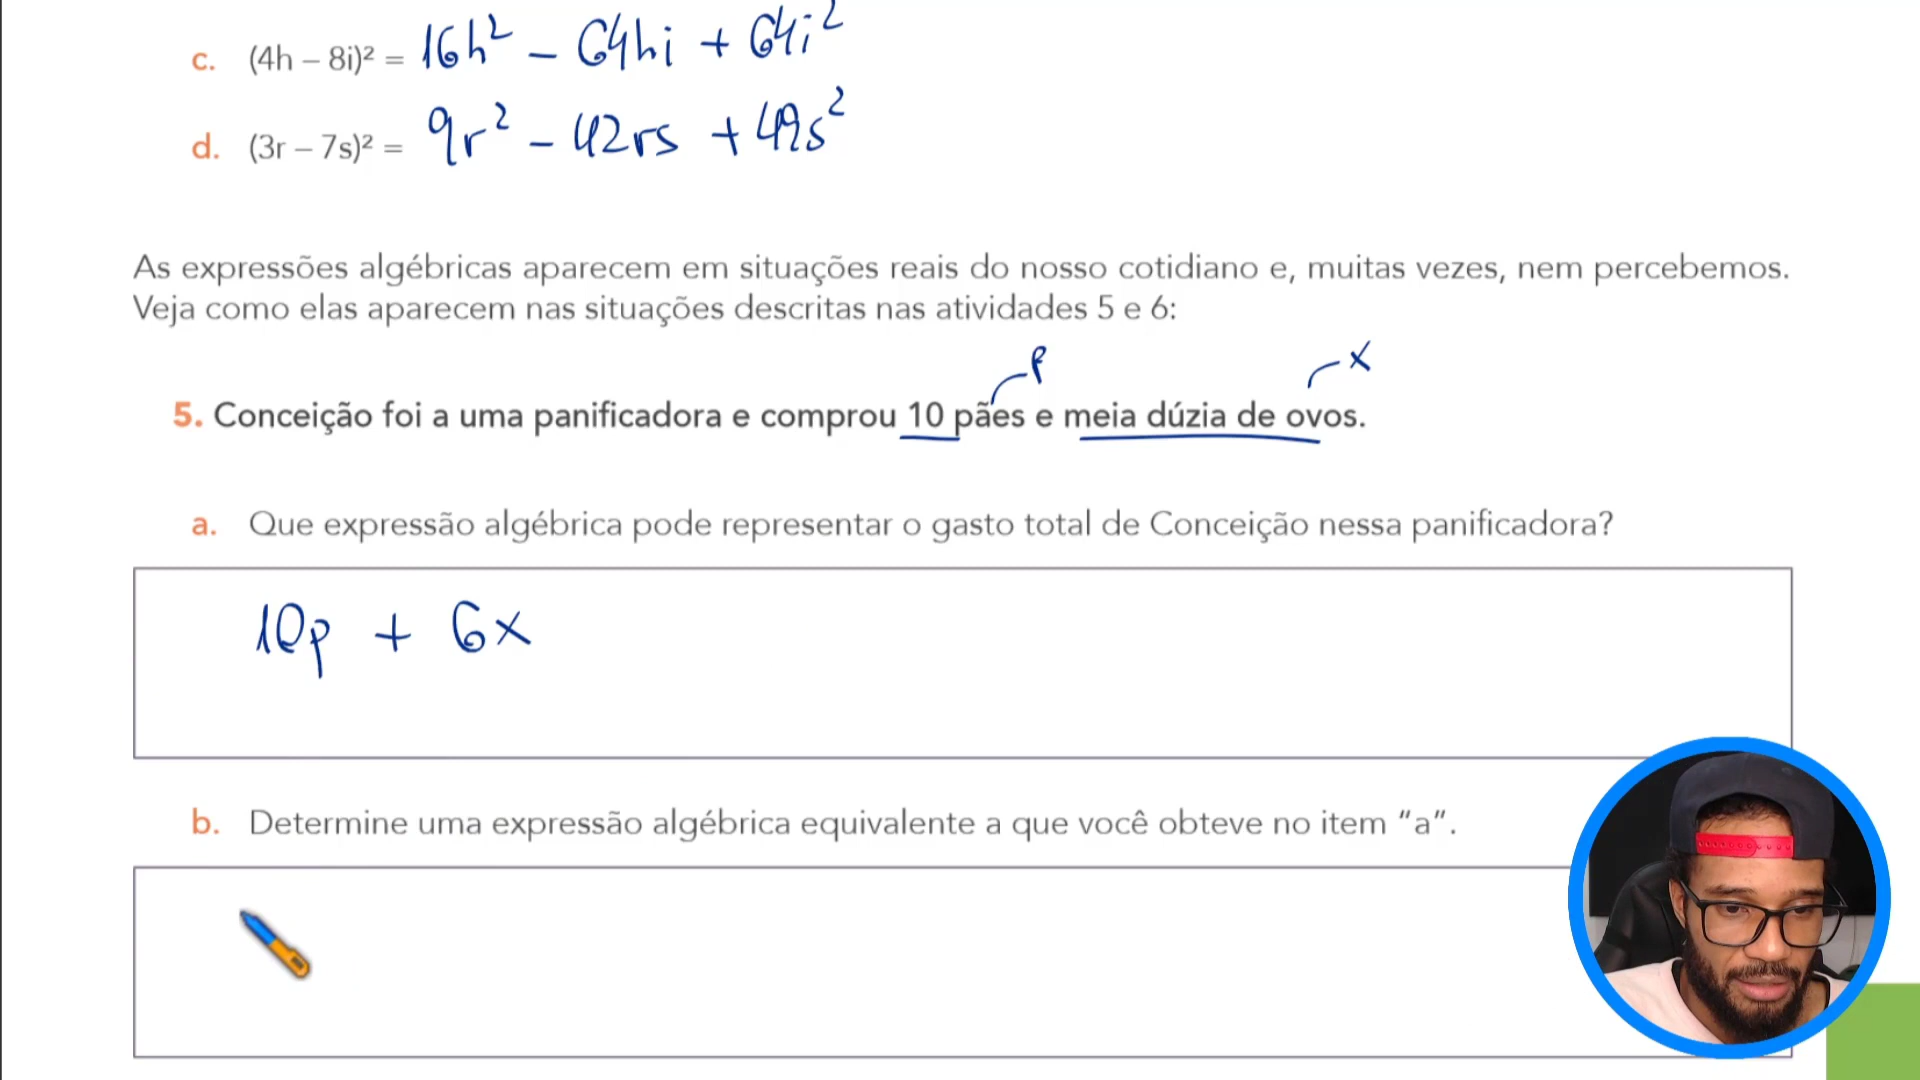 c. (4h – 8i)² = 16h² - 64hi + 64i²
d. (3r – 7s)² = 9r² - 42rs + 49s²
As expressões algébricas aparecem em situações reais do nosso cotidiano e, muitas vezes, nem percebemos.
Veja como elas aparecem nas situações descritas nas atividades 5 e 6:
p x
5. Conceição foi a uma panificadora e comprou 10 pães e meia dúzia de ovos.
a. Que expressão algébrica pode representar o gasto total de Conceição nessa panificadora?
10p + 6x
b. Determine uma expressão algébrica equivalente a que você obteve no item “a”.